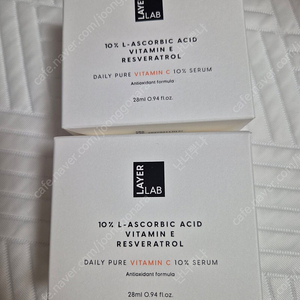 LAYER
LAB
10% L-ASCORBIC ACID
VITAMIN E
RESVERATROL
DAILY PURE VITAMIN C 10% SERUM
Antioxidant formula
28ml 0.94 fl.oz.
LAYER
LAB
10% L-ASCORBIC ACID
VITAMIN E
RESVERATROL
DAILY PURE VITAMIN C 10% SERUM
Antioxidant formula
28ml 0.94 fl.oz.